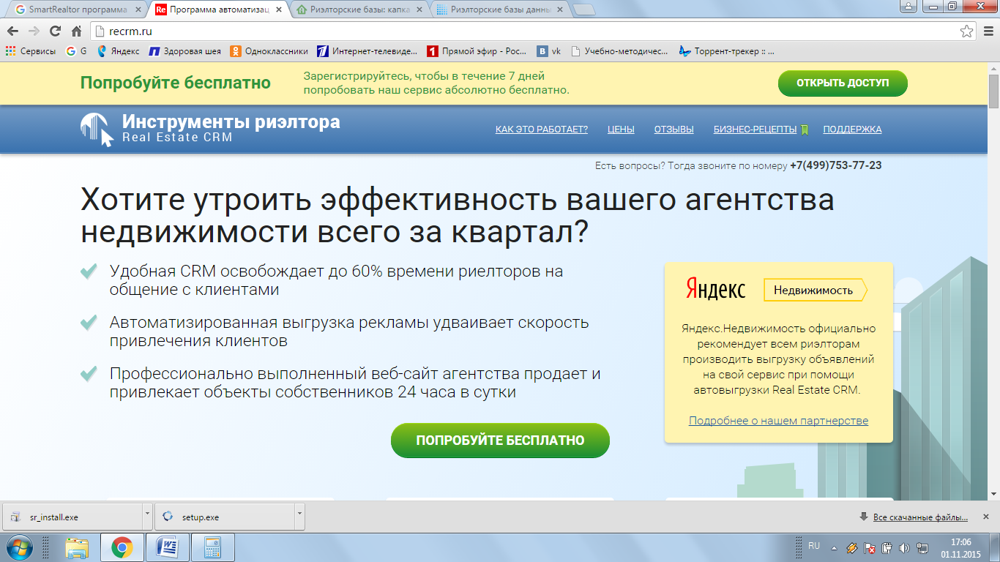 SmartRealtor программа
Программа автоматизац
Риэлторские базы: капка
Риэлторские базы данны
recrm.ru
Сервисы
G
Яндекс
Здоровая шея
Одноклассники
Интернет-телевиде...
Прямой эфир - Рос...
vk
Учебно-методичес...
Торрент-трекер :: ...
Попробуйте бесплатно
Зарегистрируйтесь, чтобы в течение 7 дней
попробовать наш сервис абсолютно бесплатно.
ОТКРЫТЬ ДОСТУП
Инструменты риэлтора
Real Estate CRM
КАК ЭТО РАБОТАЕТ?
ЦЕНЫ
ОТЗЫВЫ
БИЗНЕС-РЕЦЕПТЫ
ПОДДЕРЖКА
Есть вопросы? Тогда звоните по номеру +7(499)753-77-23
Хотите утроить эффективность вашего агентства
недвижимости всего за квартал?
Удобная CRM освобождает до 60% времени риелторов на
общение с клиентами
Автоматизированная выгрузка рекламы удваивает скорость
привлечения клиентов
Профессионально выполненный веб-сайт агентства продает и
привлекает объекты собственников 24 часа в сутки
ПОПРОБУЙТЕ БЕСПЛАТНО
Яндекс
Недвижимость
Яндекс.Недвижимость официально
рекомендует всем риэлторам
производить выгрузку объявлений
на свой сервис при помощи
автовыгрузки Real Estate CRM.
Подробнее о нашем партнерстве
sr_install.exe
setup.exe
Все скачанные файлы...
RU
17:06
01.11.2015